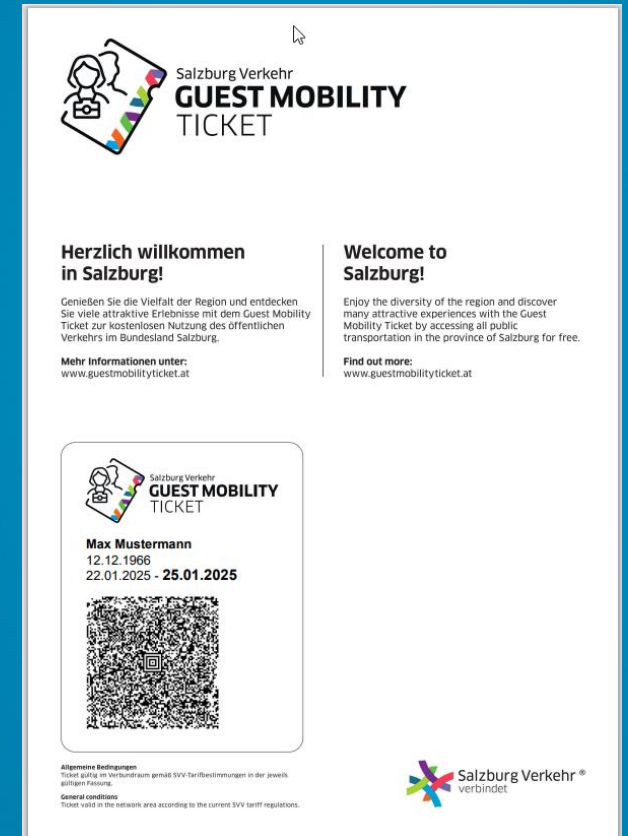 Salzburg Verkehr
GUEST MOBILITY
TICKET
Herzlich willkommen
in Salzburg!
Genießen Sie die Vielfalt der Region und entdecken
Sie viele attraktive Erlebnisse mit dem Guest Mobility
Ticket zur kostenlosen Nutzung des öffentlichen
Verkehrs im Bundesland Salzburg.
Mehr Informationen unter:
www.guestmobilityticket.at
Welcome to
Salzburg!
Enjoy the diversity of the region and discover
many attractive experiences with the Guest
Mobility Ticket by accessing all public
transportation in the province of Salzburg for free.
Find out more:
www.guestmobilityticket.at
Salzburg Verkehr
GUEST MOBILITY
TICKET
Max Mustermann
12.12.1966
22.01.2025 - 25.01.2025
Allgemeine Bedingungen
Ticket gültig im Verbundraum gemäß SVV-Tarifbestimmungen in der jeweils
gültigen Fassung.
General conditions
Ticket valid in the network area according to the current SVV tariff regulations.
Salzburg Verkehr ®
verbindet